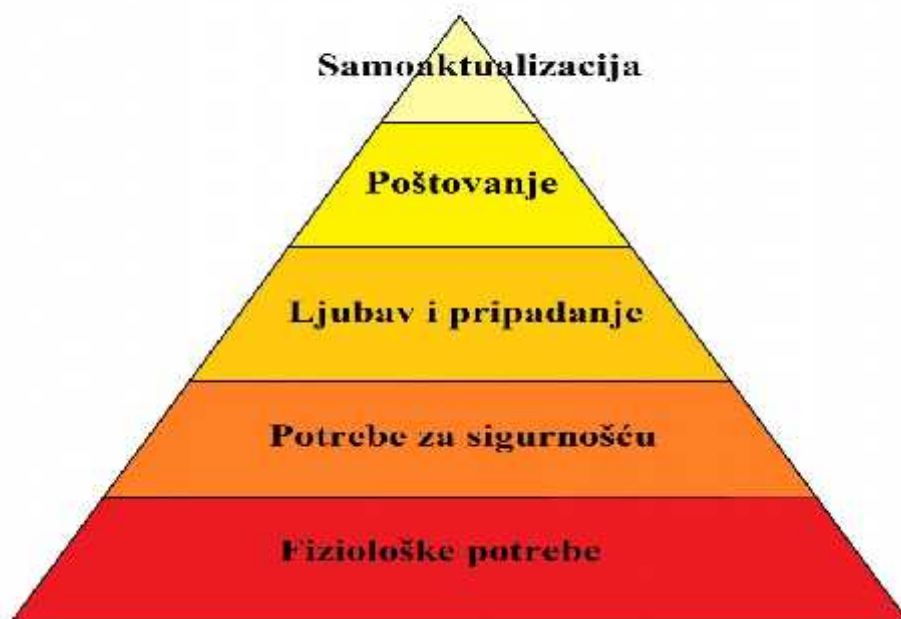 Samoaktualizacija
Poštovanje
Ljubav i pripadanje
Potrebe za sigurnošću
Fiziološke potrebe